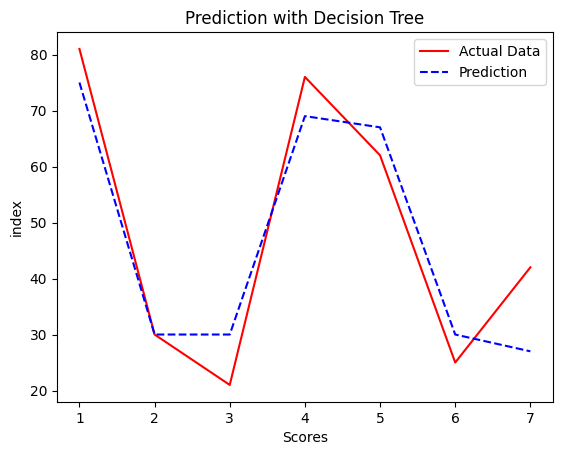 Prediction with Decision Tree
Actual Data
Prediction
80
70
60
50
40
30
20
index
1 2 3 4 5 6 7
Scores